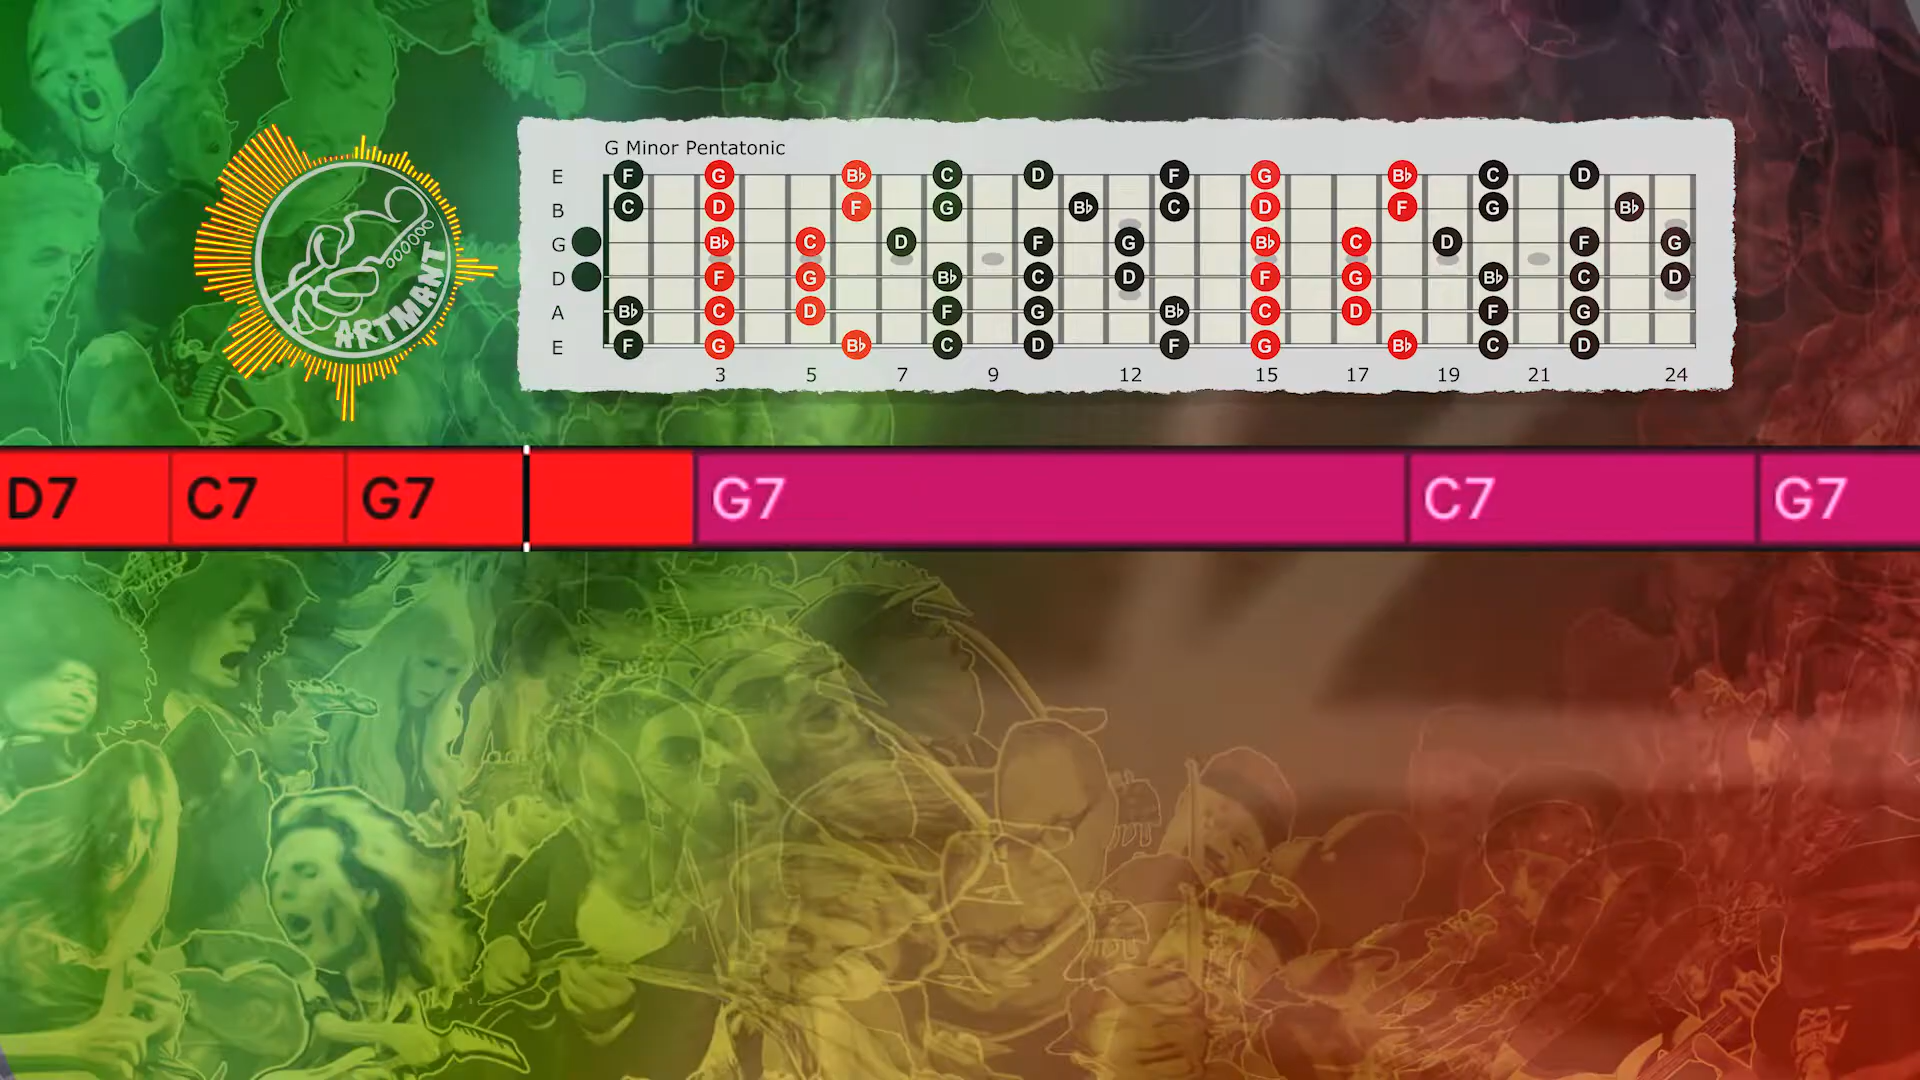 ARTMANT
G Minor Pentatonic
E F G B♭ C D F G B♭ C D
B C D F G B♭ C D F G B♭
G B♭ C D F G B♭ C D F G
D F G B♭ C D F G B♭ C D
A B♭ C D F G B♭ C D F G
E F G B♭ C D F G B♭ C D
3 5 7 9 12 15 17 19 21 24
D7 C7 G7 G7 C7 G7